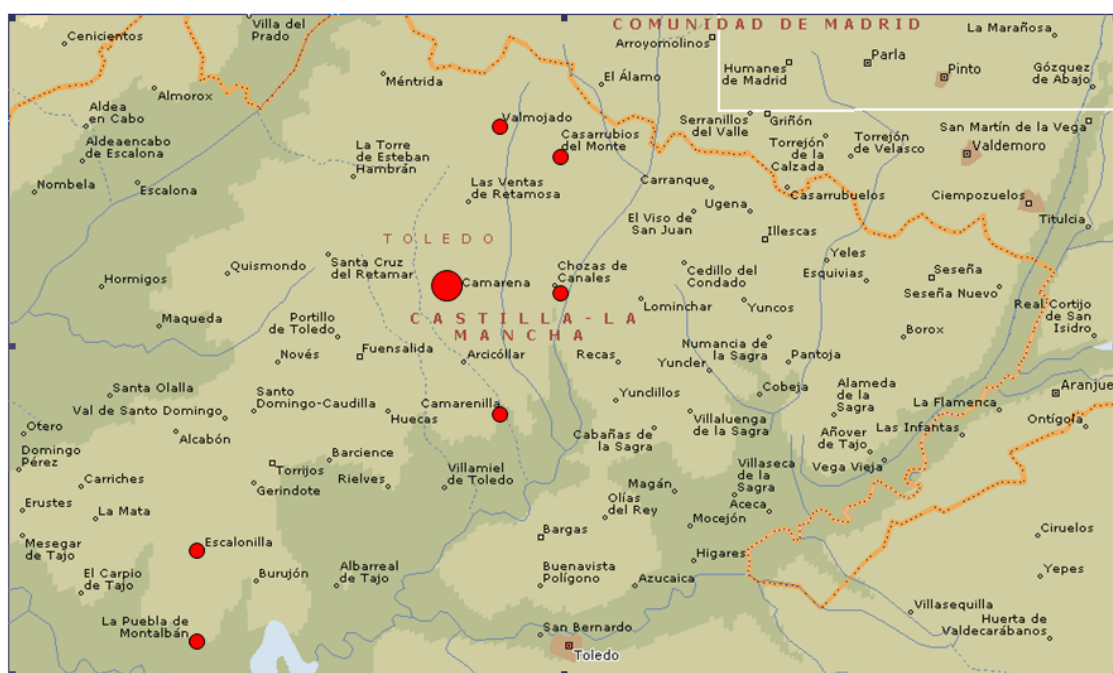 COMUNIDAD DE MADRID
Cenicientos
Villa del
Prado
Arroyomolinos
La Marañosa
Parla
Pinto
Gózquez
de Abajo
Humanes
de Madrid
El Álamo
Méntrida
Almorox
Aldea
en Cabo
Valmojado
Casarrubios
del Monte
Serranillos
del Valle
Griñón
San Martín de la Vega
Valdemoro
Torrejón
de la
Calzada
Torrejón
de Velasco
Aldeaencabo
de Escalona
La Torre
de Esteban
Hambrán
Nombela
Escalona
Las Ventas
de Retamosa
Carranque
Casarrubuelos
Ciempozuelos
Titulcia
Ugena
El Viso de
San Juan
Illescas
TOLEDO
Santa Cruz
del Retamar
Quismondo
Hormigos
Camarena
Chozas de
Canales
Cedillo del
Condado
Yeles
Esquivias
Seseña
Seseña Nuevo
Lominchar
Yuncos
Real Cortijo
de San
Isidro
Maqueda
Portillo
de Toledo
CASTILLA-LA
MANCHA
Borox
Numancia de
la Sagra
Novés
Fuensalida
Arcicóllar
Recas
Yuncler
Pantoja
Santa Olalla
Santo
Domingo-Caudilla
Val de Santo Domingo
Camarenilla
Huecas
Yundillos
Cobeja
Alameda
de la
Sagra
Aranjue
La Flamenca
Ontígola
Otero
Alcabón
Cabañas de
la Sagra
Villaluenga
de la Sagra
Añover
de Tajo
Las Infantas
Domingo
Pérez
Barcience
Torrijos
Rielves
Villamiel
de Toledo
Villaseca
de la
Sagra
Vega Vieja
Carriches
Gerindote
Magán
Erustes
La Mata
Olías
del Rey
Aceca
Mocejón
Bargas
Ciruelos
Mesegar
de Tajo
Escalonilla
Higares
El Carpio
de Tajo
Burujón
Albarreal
de Tajo
Buenavista
Polígono
Azucaica
Yepes
La Puebla de
Montalbán
San Bernardo
Toledo
Villasequilla
Huerta de
Valdecarábanos